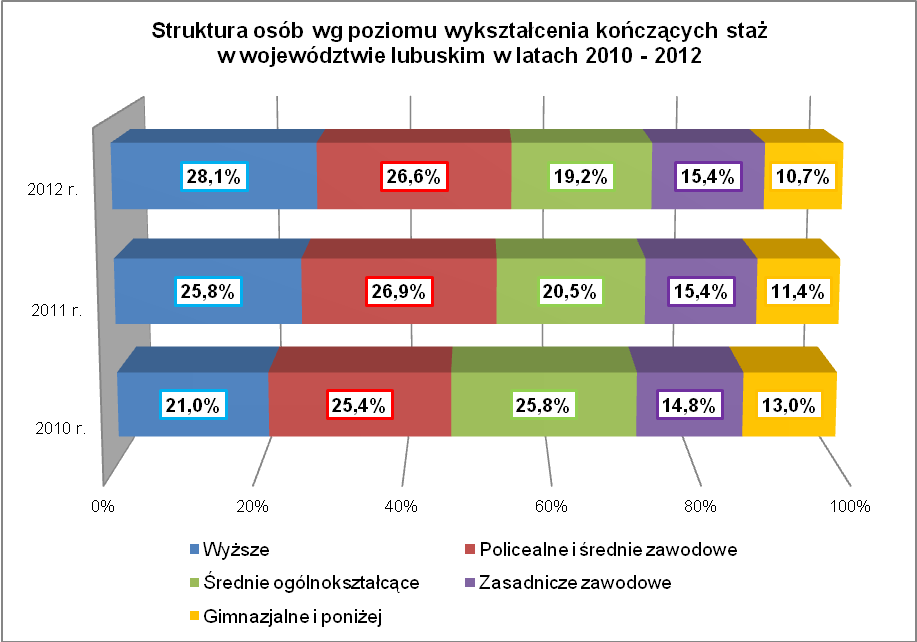 Struktura osób wg poziomu wykształcenia kończących staż
w województwie lubuskim w latach 2010 - 2012
2012 r.
28,1%
26,6%
19,2%
15,4%
10,7%
2011 r.
25,8%
26,9%
20,5%
15,4%
11,4%
2010 r.
21,0%
25,4%
25,8%
14,8%
13,0%
0%
20%
40%
60%
80%
100%
Wyższe
Policealne i średnie zawodowe
Średnie ogólnokształcące
Zasadnicze zawodowe
Gimnazjalne i poniżej